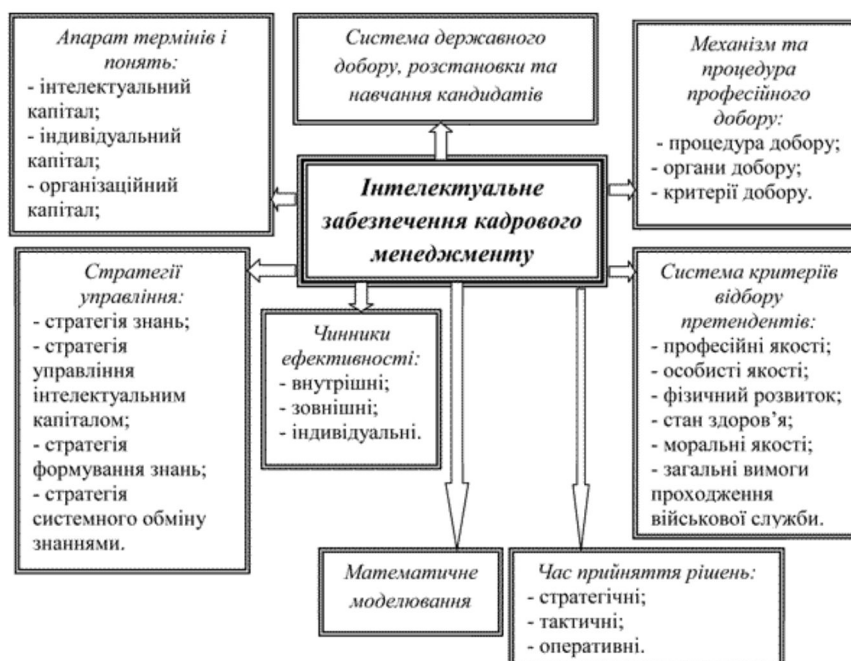 Апарат термінів і
понять:
- інтелектуальний
капітал;
- індивідуальний
капітал;
- організаційний
капітал;
Система державного
добору, розстановки та
навчання кандидатів
Механізм та
процедура
професійного
добору:
- процедура добору;
- органи добору;
- критерії добору.
Інтелектуальне
забезпечення кадрового
менеджменту
Стратегії
управління:
- стратегія знань;
- стратегія
управління
інтелектуальним
капіталом;
- стратегія
формування знань;
- стратегія
системного обміну
знаннями.
Чинники
ефективності:
- внутрішні;
- зовнішні;
- індивідуальні.
Система критеріїв
відбору
претендентів:
- професійні якості;
- особисті якості;
- фізичний розвиток;
- стан здоров’я;
- моральні якості;
- загальні вимоги
проходження
військової служби.
Математичне
моделювання
Час прийняття рішень:
- стратегічні;
- тактичні;
- оперативні.